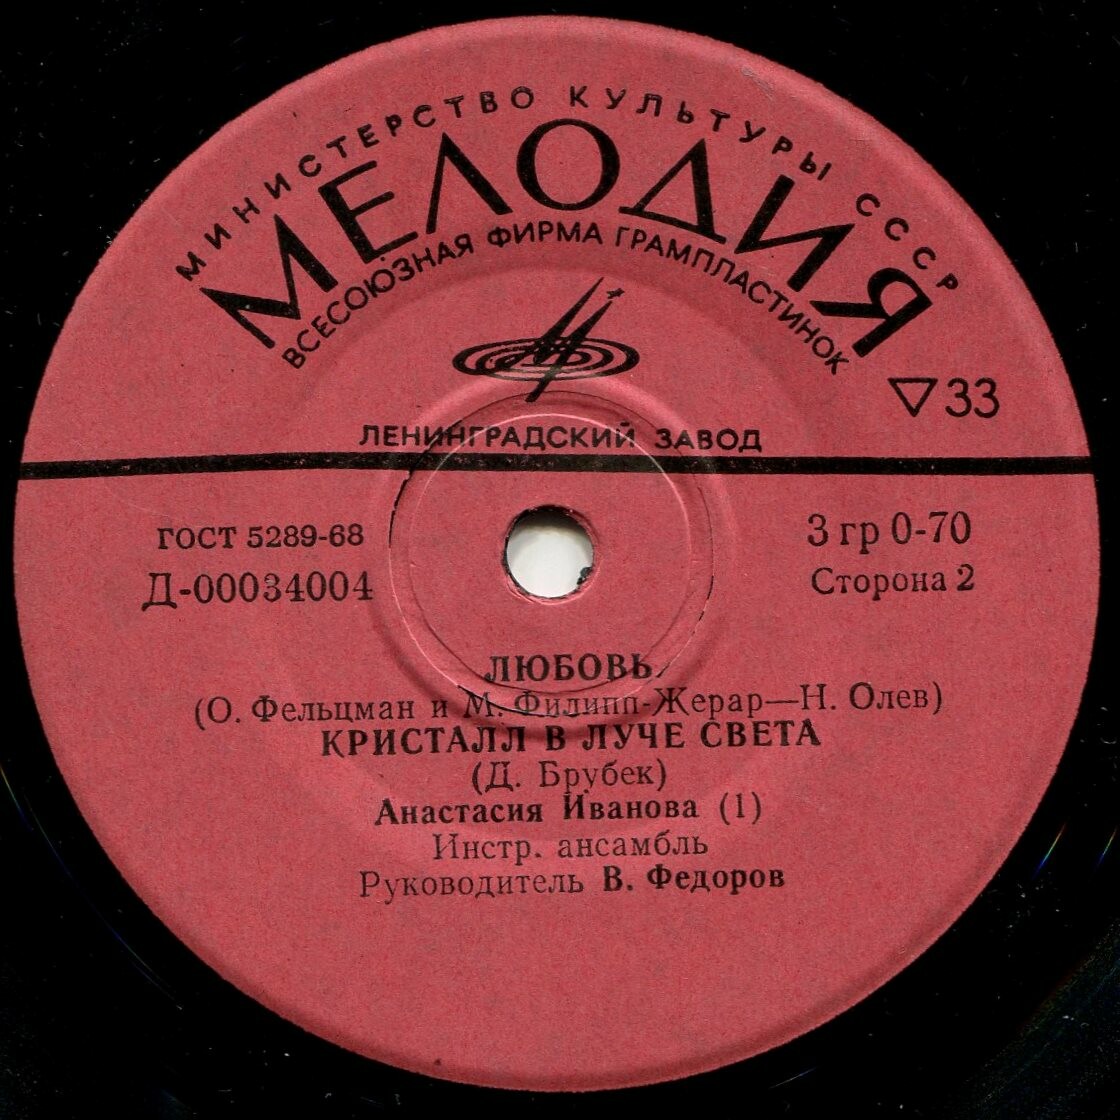 МИНИСТЕРСТВО КУЛЬТУРЫ СССР
МЕЛОДИЯ
ВСЕСОЮЗНАЯ ФИРМА ГРАМПЛАСТИНОК
▽33
ЛЕНИНГРАДСКИЙ ЗАВОД
ГОСТ 5289-68
3 гр 0-70
Д-00034004
Сторона 2
ЛЮБОВЬ
(О. Фельцман и М. Филипп-Жерар—Н. Олев)
КРИСТАЛЛ В ЛУЧЕ СВЕТА
(Д. Брубек)
Анастасия Иванова (1)
Инстр. ансамбль
Руководитель В. Федоров